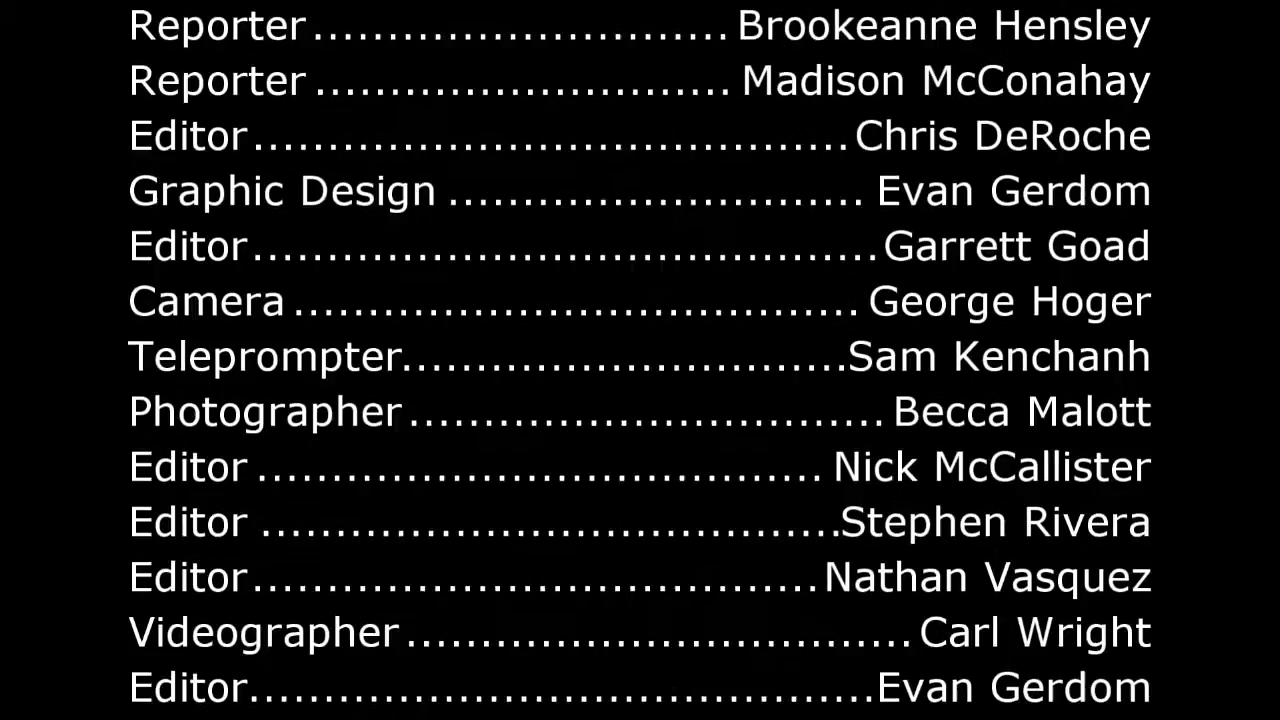 Reporter............................Brookeanne Hensley
Reporter............................Madison McConahay
Editor........................................Chris DeRoche
Graphic Design............................Evan Gerdom
Editor..........................................Garrett Goad
Camera......................................George Hoger
Teleprompter..............................Sam Kenchanh
Photographer................................Becca Malott
Editor......................................Nick McCallister
Editor.......................................Stephen Rivera
Editor......................................Nathan Vasquez
Videographer..................................Carl Wright
Editor..........................................Evan Gerdom